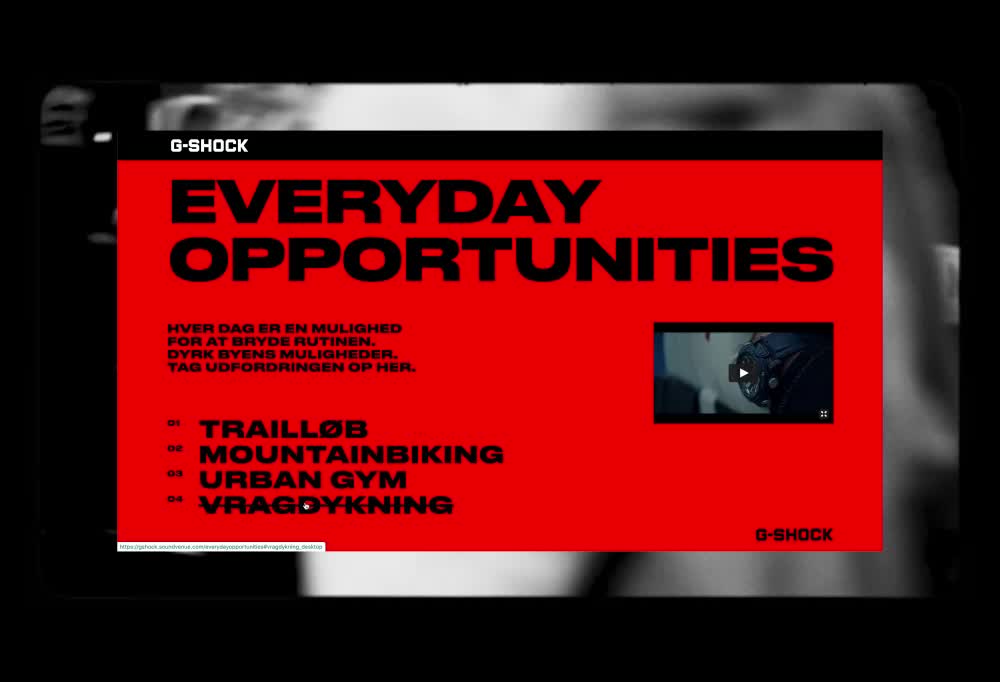 G-SHOCK
EVERYDAY
OPPORTUNITIES
HVER DAG ER EN MULIGHED
FOR AT BRYDE RUTINEN.
DYRK BYENS MULIGHEDER.
TAG UDFORDRINGEN OP HER.
01 TRAILLØB
02 MOUNTAINBIKING
03 URBAN GYM
04 VRAGDYKNING
G-SHOCK
https://gshock.soundvenue.com/everydayopportunities#vragdykning_desktop